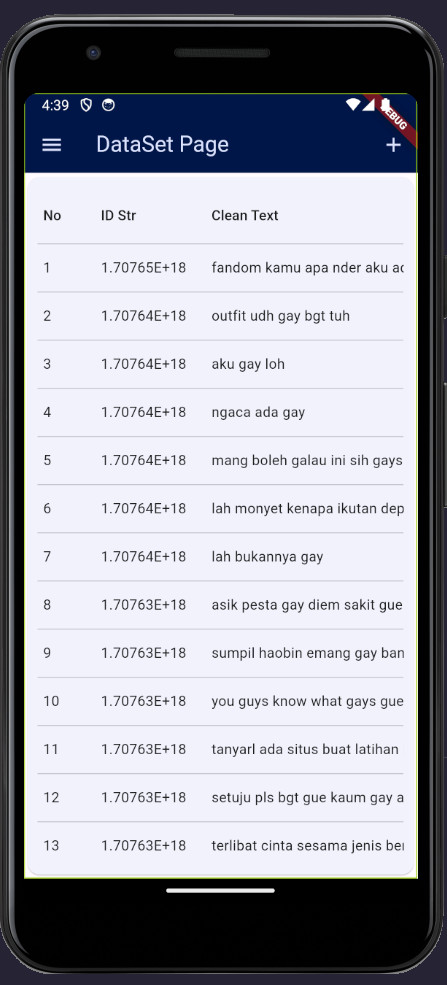 4:39
DEBUG
DataSet Page
No ID Str Clean Text
1 1.70765E+18 fandom kamu apa nder aku
2 1.70764E+18 outfit udh gay bgt tuh
3 1.70764E+18 aku gay loh
4 1.70764E+18 ngaca ada gay
5 1.70764E+18 mang boleh galau ini sih gays
6 1.70764E+18 lah monyet kenapa ikutan dep
7 1.70764E+18 lah bukannya gay
8 1.70763E+18 asik pesta gay diem sakit gue
9 1.70763E+18 sumpil haobin emang gay ban
10 1.70763E+18 you guys know what gays gue
11 1.70763E+18 tanyarl ada situs buat latihan
12 1.70763E+18 setuju pls bgt gue kaum gay a
13 1.70763E+18 terlibat cinta sesama jenis